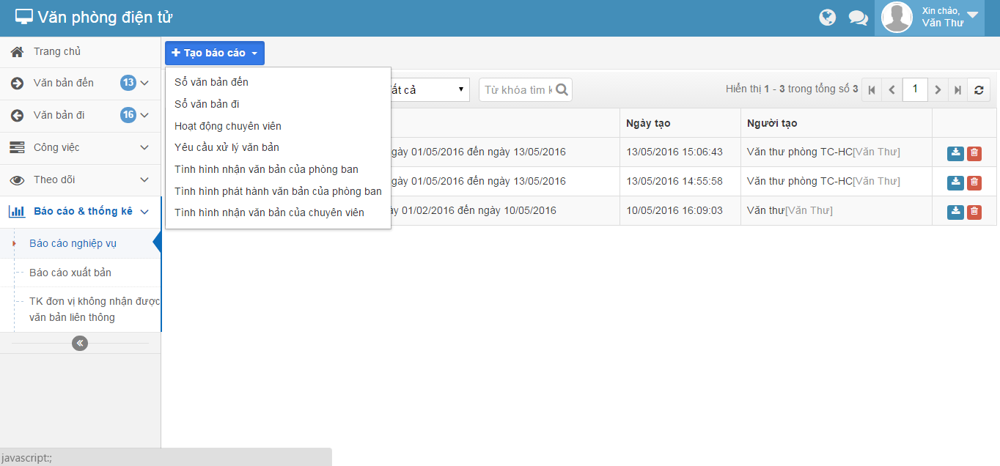 Văn phòng điện tử
Xin chào,
Văn Thư
Trang chủ
Văn bản đến 13
Văn bản đi 16
Công việc
Theo dõi
Báo cáo & thống kê
Báo cáo nghiệp vụ
Báo cáo xuất bản
TK đơn vị không nhận được
văn bản liên thông
Tạo báo cáo
Sổ văn bản đến
Sổ văn bản đi
Hoạt động chuyên viên
Yêu cầu xử lý văn bản
Tình hình nhận văn bản của phòng ban
Tình hình phát hành văn bản của phòng ban
Tình hình nhận văn bản của chuyên viên
ất cả Từ khóa tìm k Hiển thị 1 - 3 trong tổng số 3 1
Ngày tạo Người tạo
gày 01/05/2016 đến ngày 13/05/2016 13/05/2016 15:06:43 Văn thư phòng TC-HC[Văn Thư]
gày 01/05/2016 đến ngày 13/05/2016 13/05/2016 14:55:58 Văn thư phòng TC-HC[Văn Thư]
ày 01/02/2016 đến ngày 10/05/2016 10/05/2016 16:09:03 Văn thư[Văn Thư]
javascript:;